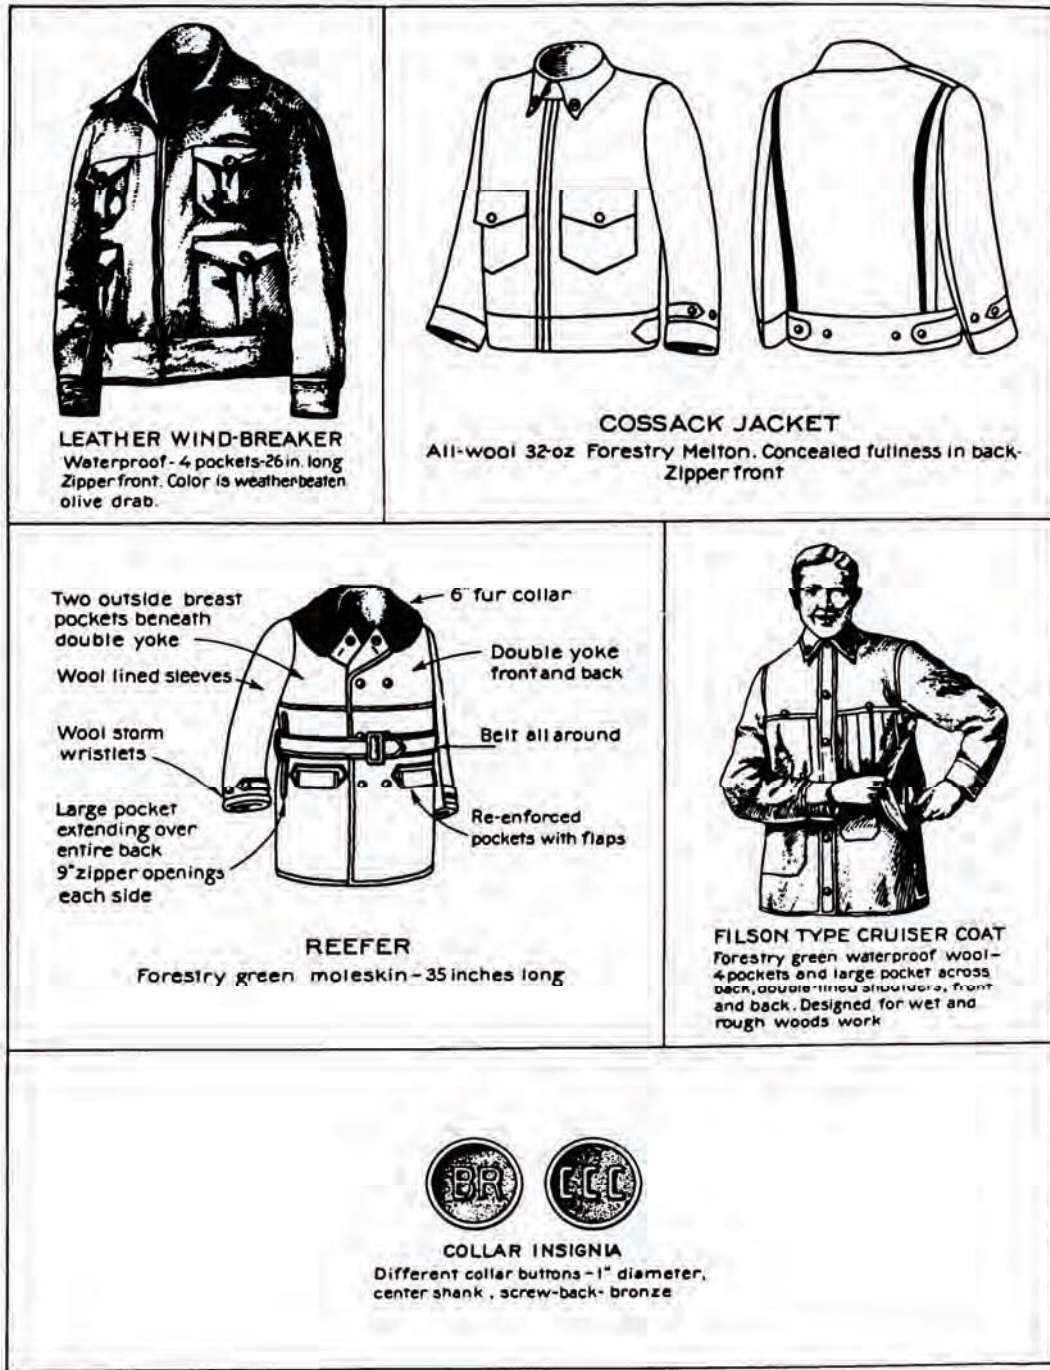 LEATHER WIND-BREAKER
Waterproof - 4 pockets-26 in. long
Zipper front. Color is weatherbeaten
olive drab.
COSSACK JACKET
All-wool 32-oz Forestry Melton. Concealed fullness in back-
Zipper front
Two outside breast
pockets beneath
double yoke
Wool lined sleeves
Wool storm
wristlets
Large pocket
extending over
entire back
9" zipper openings
each side
6" fur collar
Double yoke
front and back
Belt all around
Re-enforced
pockets with flaps
REEFER
Forestry green moleskin - 35 inches long
FILSON TYPE CRUISER COAT
Forestry green waterproof wool-
4 pockets and large pocket across
back, double-lined shoulders, front
and back. Designed for wet and
rough woods work
BR
CCC
COLLAR INSIGNIA
Different collar buttons - 1" diameter,
center shank, screw-back- bronze